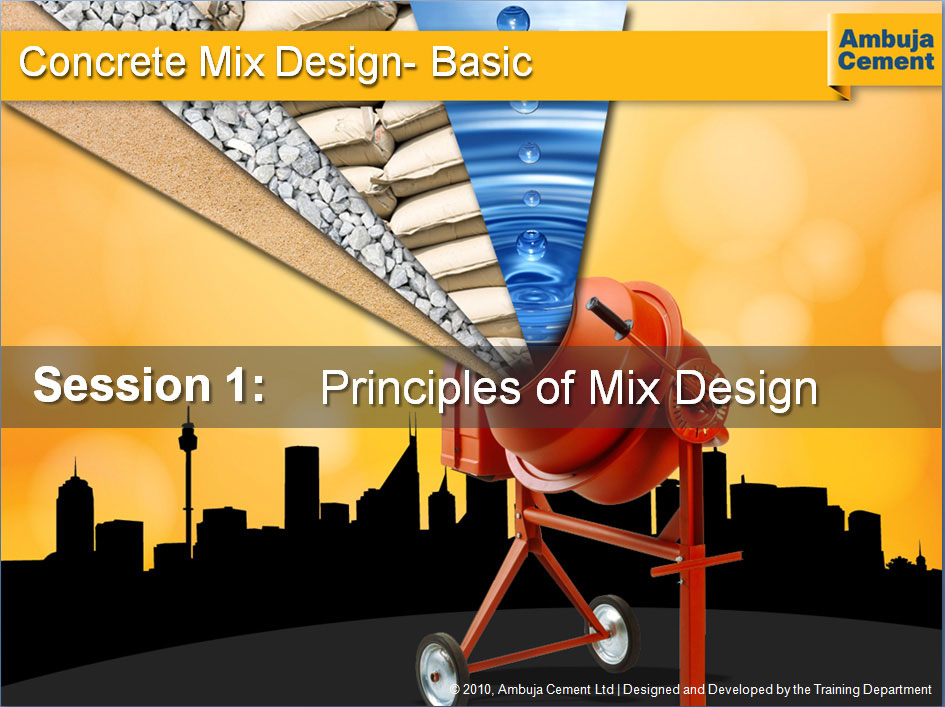 Concrete Mix Design- Basic
Ambuja
Cement
Session 1: Principles of Mix Design
© 2010, Ambuja Cement Ltd | Designed and Developed by the Training Department